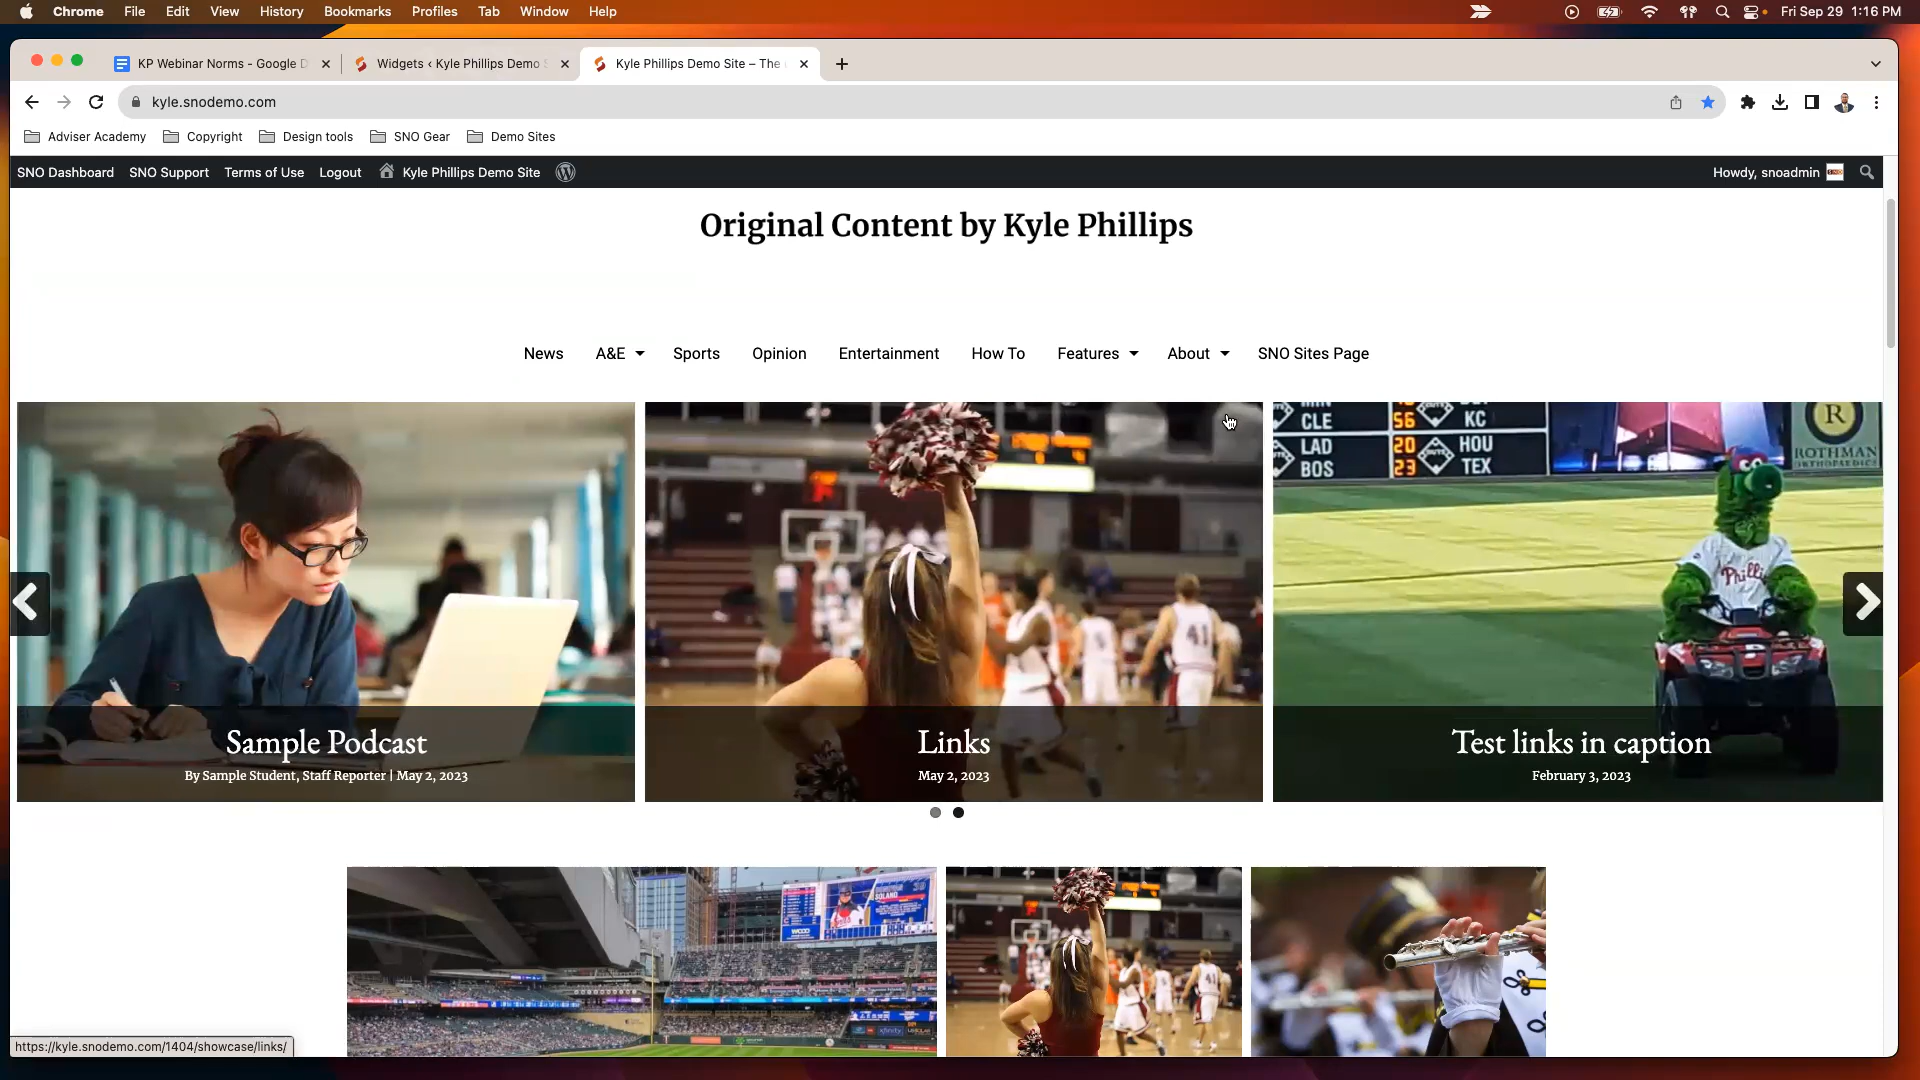 Chrome File Edit View History Bookmarks Profiles Tab Window Help Fri Sep 29 1:16 PM
KP Webinar Norms - Google D Widgets ‹ Kyle Phillips Demo S Kyle Phillips Demo Site – The
kyle.snodemo.com
Adviser Academy Copyright Design tools SNO Gear Demo Sites
SNO Dashboard SNO Support Terms of Use Logout Kyle Phillips Demo Site Howdy, snoadmin
Original Content by Kyle Phillips
News A&E Sports Opinion Entertainment How To Features About SNO Sites Page
CLE 56 KC
LAD 20 HOU
BOS 23 TEX
R
ROTHMAN
Phillies
41
Sample Podcast
By Sample Student, Staff Reporter | May 2, 2023
Links
May 2, 2023
Test links in caption
February 3, 2023
https://kyle.snodemo.com/1404/showcase/links/